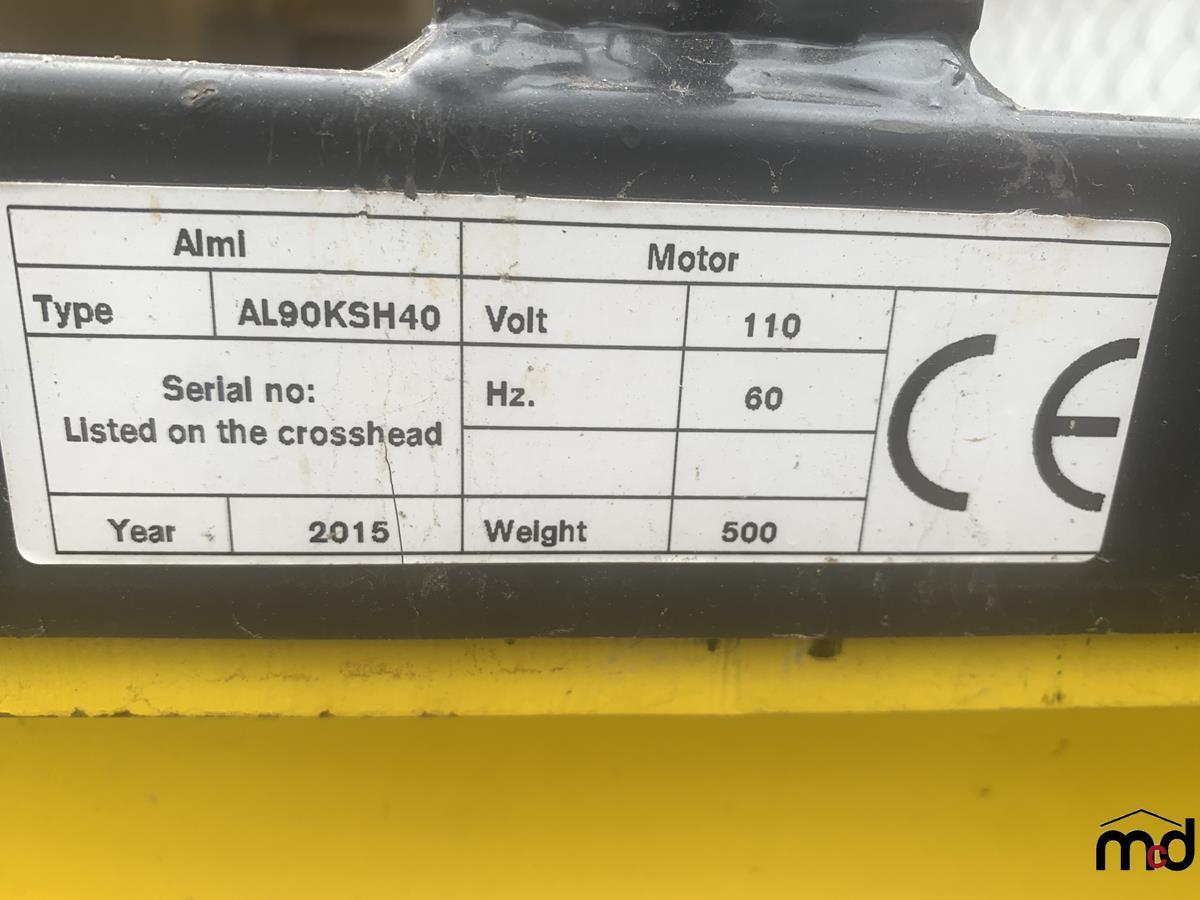 Almi
Motor
Type
AL90KSH40
Volt
110
Serial no:
Listed on the crosshead
Hz.
60
Year
2015
Weight
500
CE
mcd